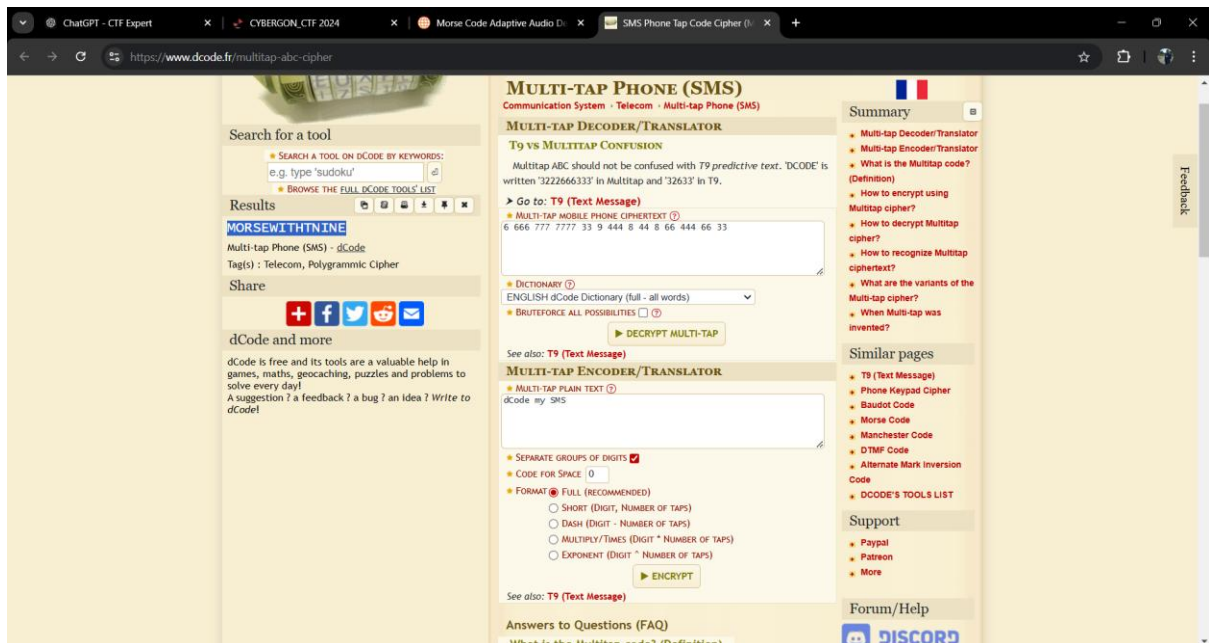 ChatGPT - CTF Expert
CYBERGON_CTF 2024
Morse Code Adaptive Audio De
SMS Phone Tap Code Cipher (M
https://www.dcode.fr/multitap-abc-cipher
Search for a tool
SEARCH A TOOL ON DCODE BY KEYWORDS:
e.g. type 'sudoku'
BROWSE THE FULL DCODE TOOLS' LIST
Results
MORSEWITHTNINE
Multi-tap Phone (SMS) - dCode
Tag(s) : Telecom, Polygrammic Cipher
Share
dCode and more
dCode is free and its tools are a valuable help in
games, maths, geocaching, puzzles and problems to
solve every day!
A suggestion ? a feedback ? a bug ? an idea ? Write to
dCode!
MULTI-TAP PHONE (SMS)
Communication System › Telecom › Multi-tap Phone (SMS)
MULTI-TAP DECODER/TRANSLATOR
T9 VS MULTITAP CONFUSION
Multitap ABC should not be confused with T9 predictive text. 'DCODE' is
written '3222666333' in Multitap and '32633' in T9.
➤ Go to: T9 (Text Message)
MULTI-TAP MOBILE PHONE CIPHERTEXT (?)
6 666 777 7777 33 9 444 8 44 8 66 444 66 33
DICTIONARY (?)
ENGLISH dCode Dictionary (full - all words)
BRUTEFORCE ALL POSSIBILITIES (?)
▶ DECRYPT MULTI-TAP
See also: T9 (Text Message)
MULTI-TAP ENCODER/TRANSLATOR
MULTI-TAP PLAIN TEXT (?)
dCode my SMS
SEPARATE GROUPS OF DIGITS
CODE FOR SPACE 0
FORMAT FULL (RECOMMENDED)
SHORT (DIGIT, NUMBER OF TAPS)
DASH (DIGIT - NUMBER OF TAPS)
MULTIPLY/TIMES (DIGIT * NUMBER OF TAPS)
EXPONENT (DIGIT ^ NUMBER OF TAPS)
▶ ENCRYPT
See also: T9 (Text Message)
Answers to Questions (FAQ)
What is the Multitap code? (Definition)
Summary
Multi-tap Decoder/Translator
Multi-tap Encoder/Translator
What is the Multitap code?
(Definition)
How to encrypt using
Multitap cipher?
How to decrypt Multitap
cipher?
How to recognize Multitap
ciphertext?
What are the variants of the
Multi-tap cipher?
When Multi-tap was
invented?
Similar pages
T9 (Text Message)
Phone Keypad Cipher
Baudot Code
Morse Code
Manchester Code
DTMF Code
Alternate Mark Inversion
Code
DCODE'S TOOLS LIST
Support
Paypal
Patreon
More
Forum/Help
DISCORD
Feedback